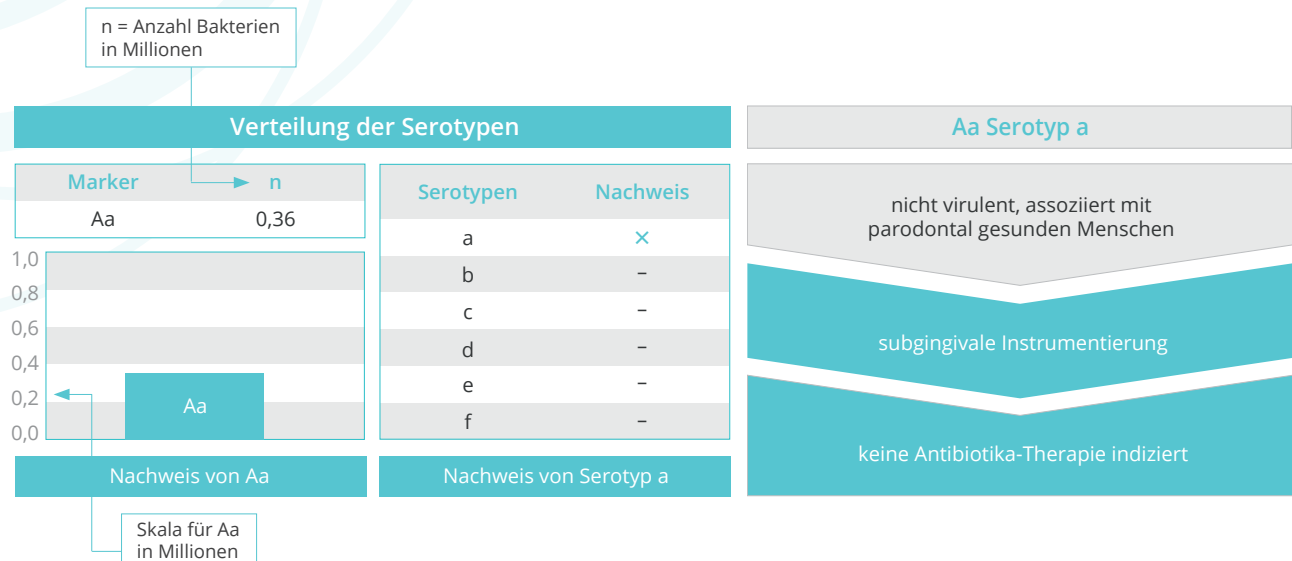 n = Anzahl Bakterien
in Millionen
Verteilung der Serotypen
Marker n
Aa 0,36
1,0
0,8
0,6
0,4
0,2
0,0
Aa
Nachweis von Aa
Skala für Aa
in Millionen
Serotypen Nachweis
a ×
b –
c –
d –
e –
f –
Nachweis von Serotyp a
Aa Serotyp a
nicht virulent, assoziiert mit
parodontal gesunden Menschen
subgingivale Instrumentierung
keine Antibiotika-Therapie indiziert